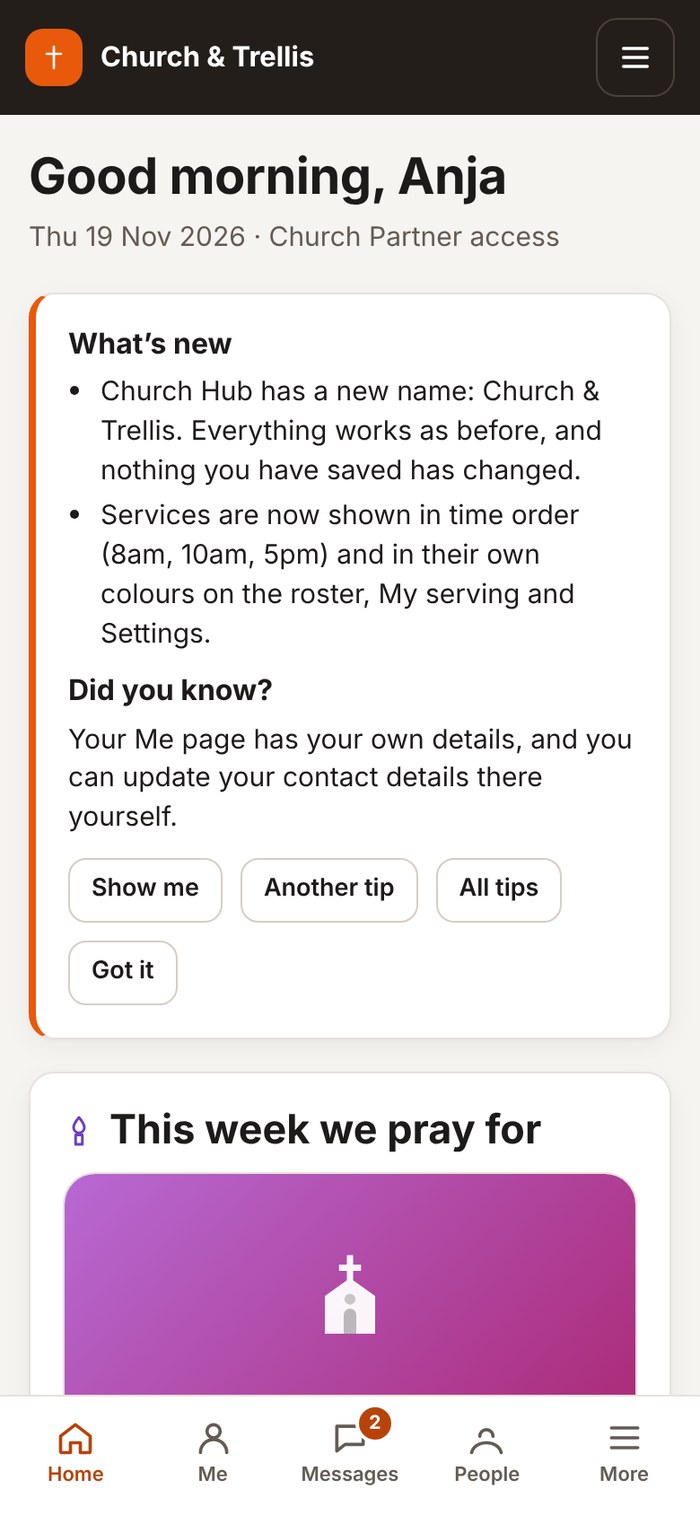 Church & Trellis
Good morning, Anja
Thu 19 Nov 2026 · Church Partner access
What’s new
• Church Hub has a new name: Church &
Trellis. Everything works as before, and
nothing you have saved has changed.
• Services are now shown in time order
(8am, 10am, 5pm) and in their own
colours on the roster, My serving and
Settings.
Did you know?
Your Me page has your own details, and you
can update your contact details there
yourself.
Show me Another tip All tips
Got it
This week we pray for
2
Home Me Messages People More